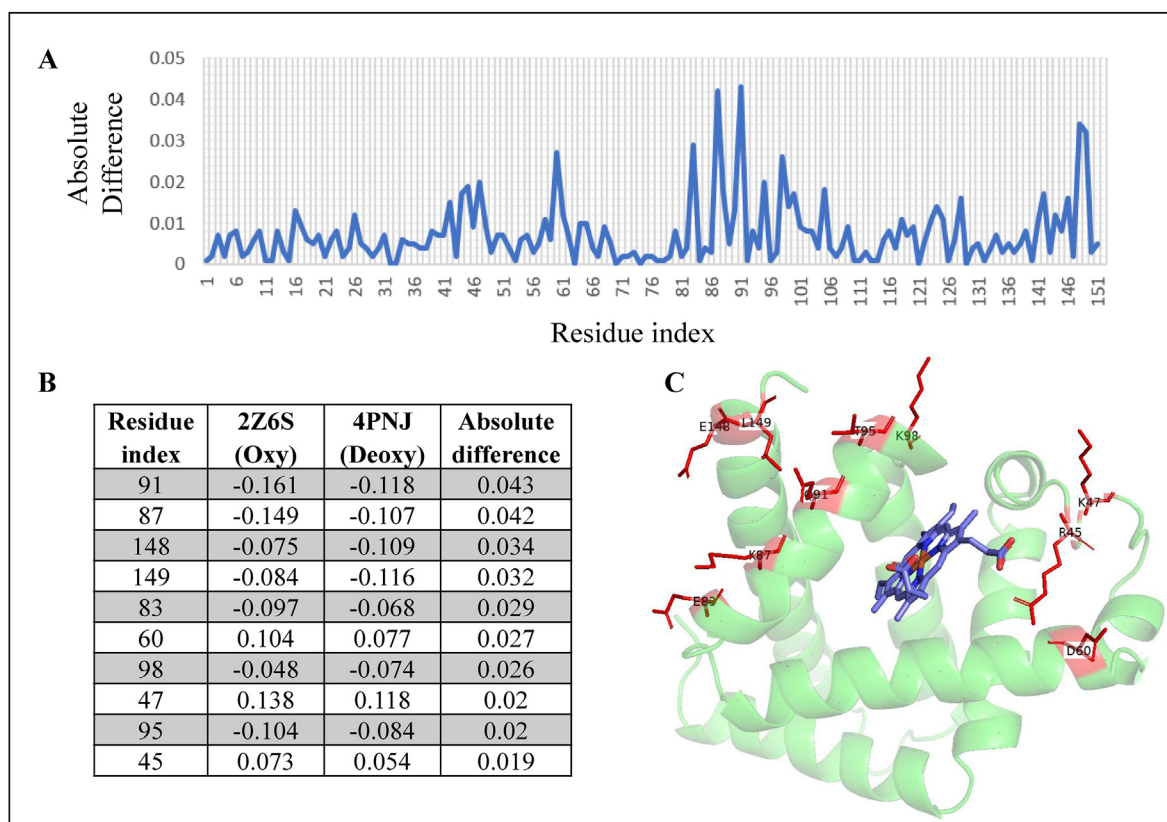 A
0.05
0.04
0.03
0.02
0.01
0
Absolute
Difference
1 6 11 16 21 26 31 36 41 46 51 56 61 66 71 76 81 86 91 96 101 106 111 116 121 126 131 136 141 146 151
Residue index
B
Residue index 2Z6S (Oxy) 4PNJ (Deoxy) Absolute difference
91 -0.161 -0.118 0.043
87 -0.149 -0.107 0.042
148 -0.075 -0.109 0.034
149 -0.084 -0.116 0.032
83 -0.097 -0.068 0.029
60 0.104 0.077 0.027
98 -0.048 -0.074 0.026
47 0.138 0.118 0.02
95 -0.104 -0.084 0.02
45 0.073 0.054 0.019
C
E148
L149
T95
K98
Q91
K47
R45
K87
E83
D60